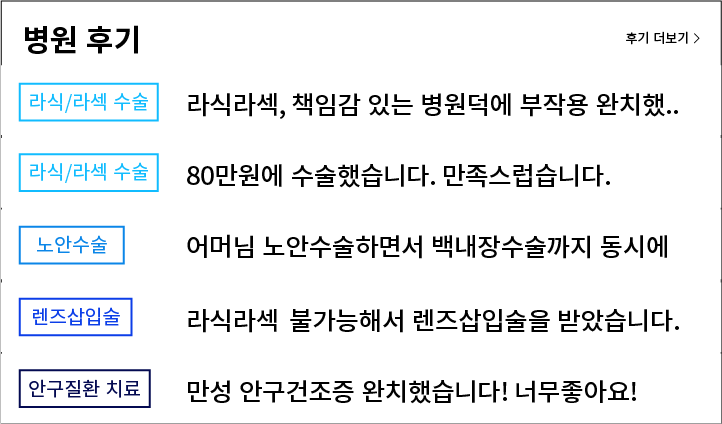 병원 후기
후기 더보기 >
라식/라섹 수술 라식라섹, 책임감 있는 병원덕에 부작용 완치했..
라식/라섹 수술 80만원에 수술했습니다. 만족스럽습니다.
노안수술 어머님 노안수술하면서 백내장수술까지 동시에
렌즈삽입술 라식라섹 불가능해서 렌즈삽입술을 받았습니다.
안구질환 치료 만성 안구건조증 완치했습니다! 너무좋아요!